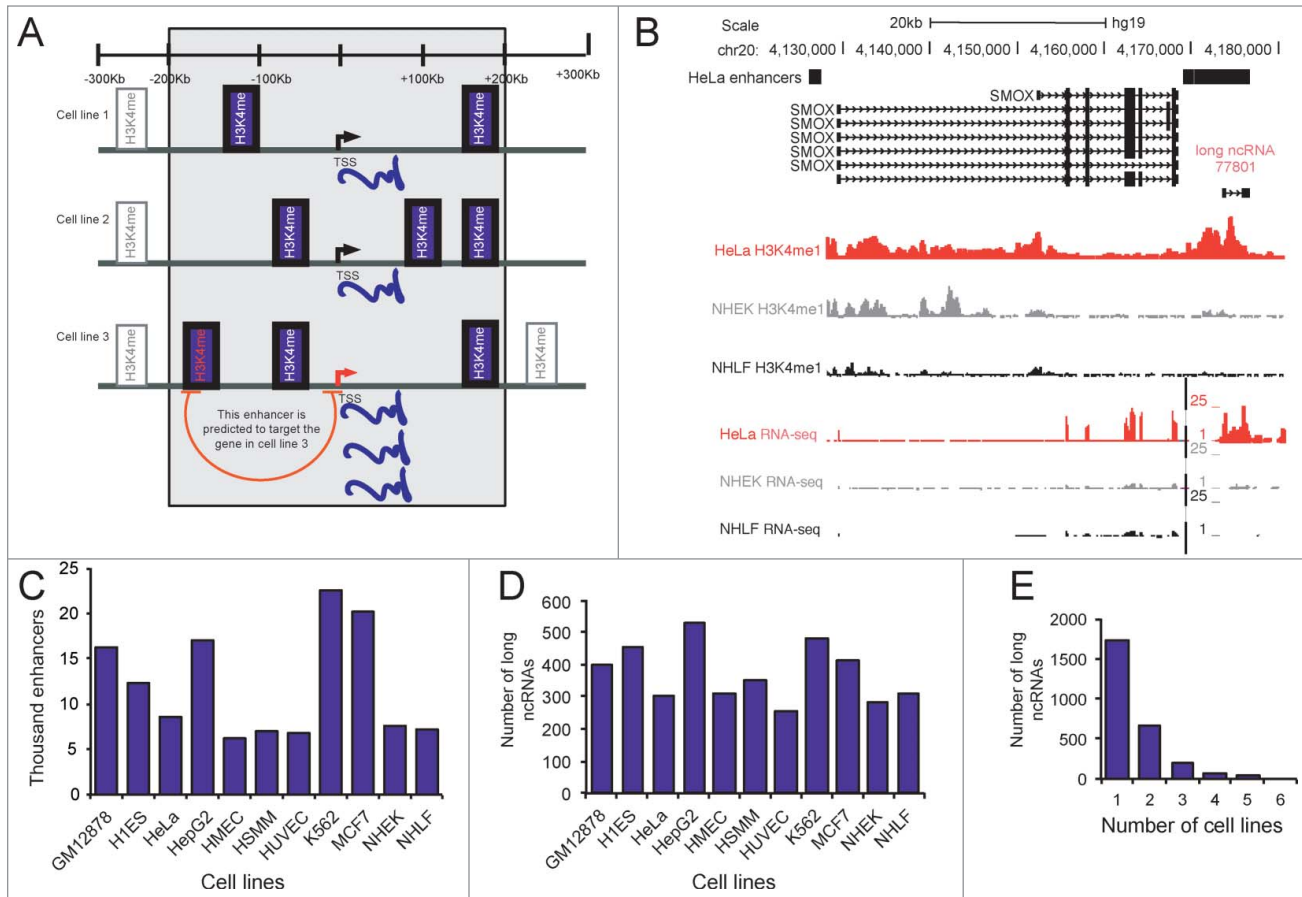 A
-300Kb
-200Kb
-100Kb
+100Kb
+200Kb
+300Kb
Cell line 1
H3K4me
H3K4me
H3K4me
TSS
Cell line 2
H3K4me
H3K4me
H3K4me
H3K4me
TSS
Cell line 3
H3K4me
H3K4me
H3K4me
H3K4me
H3K4me
TSS
This enhancer is
predicted to target the
gene in cell line 3
B
Scale
20kb
hg19
chr20:
4,130,000
4,140,000
4,150,000
4,160,000
4,170,000
4,180,000
HeLa enhancers
SMOX
SMOX
SMOX
SMOX
SMOX
SMOX
long ncRNA
77801
HeLa H3K4me1
NHEK H3K4me1
NHLF H3K4me1
25
HeLa RNA-seq
1
25
NHEK RNA-seq
1
25
NHLF RNA-seq
1
C
Thousand enhancers
25
20
15
10
5
0
GM12878
H1ES
HeLa
HepG2
HMEC
HSMM
HUVEC
K562
MCF7
NHEK
NHLF
Cell lines
D
Number of long
ncRNAs
600
500
400
300
200
100
0
GM12878
H1ES
HeLa
HepG2
HMEC
HSMM
HUVEC
K562
MCF7
NHEK
NHLF
Cell lines
E
Number of long
ncRNAs
2000
1500
1000
500
0
1
2
3
4
5
6
Number of cell lines